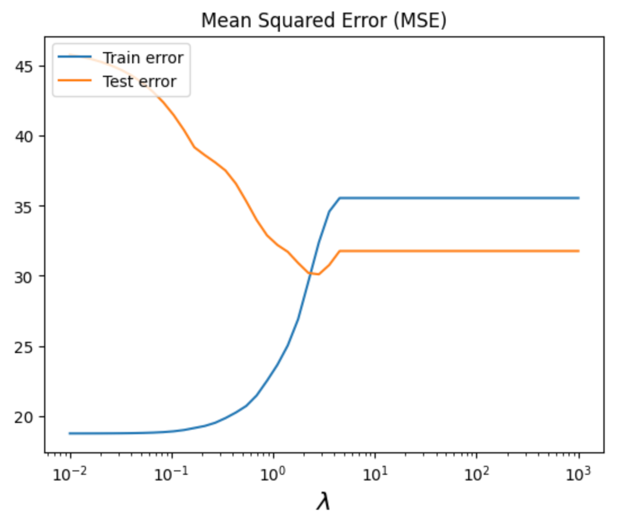 Mean Squared Error (MSE)
Train error
Test error
45
40
35
30
25
20
10⁻² 10⁻¹ 10⁰ 10¹ 10² 10³
λ